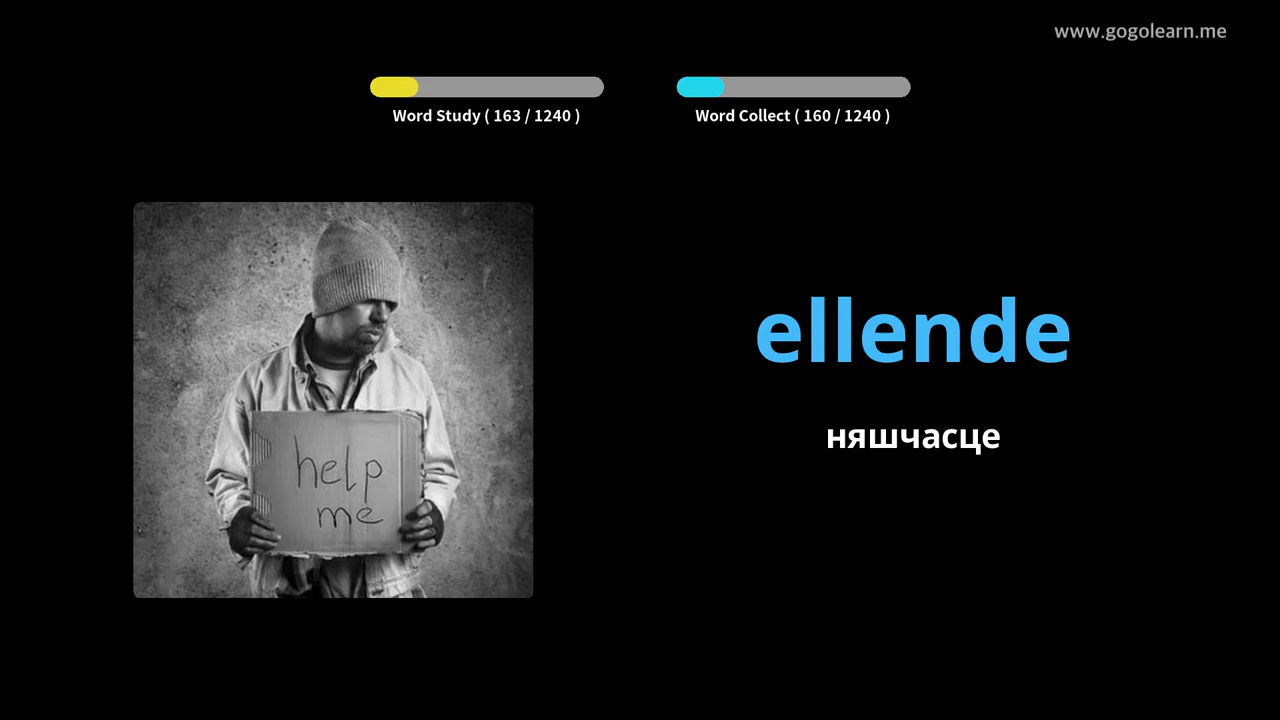 www.gogolearn.me
Word Study ( 163 / 1240 )
Word Collect ( 160 / 1240 )
help
me
ellende
няшчасце